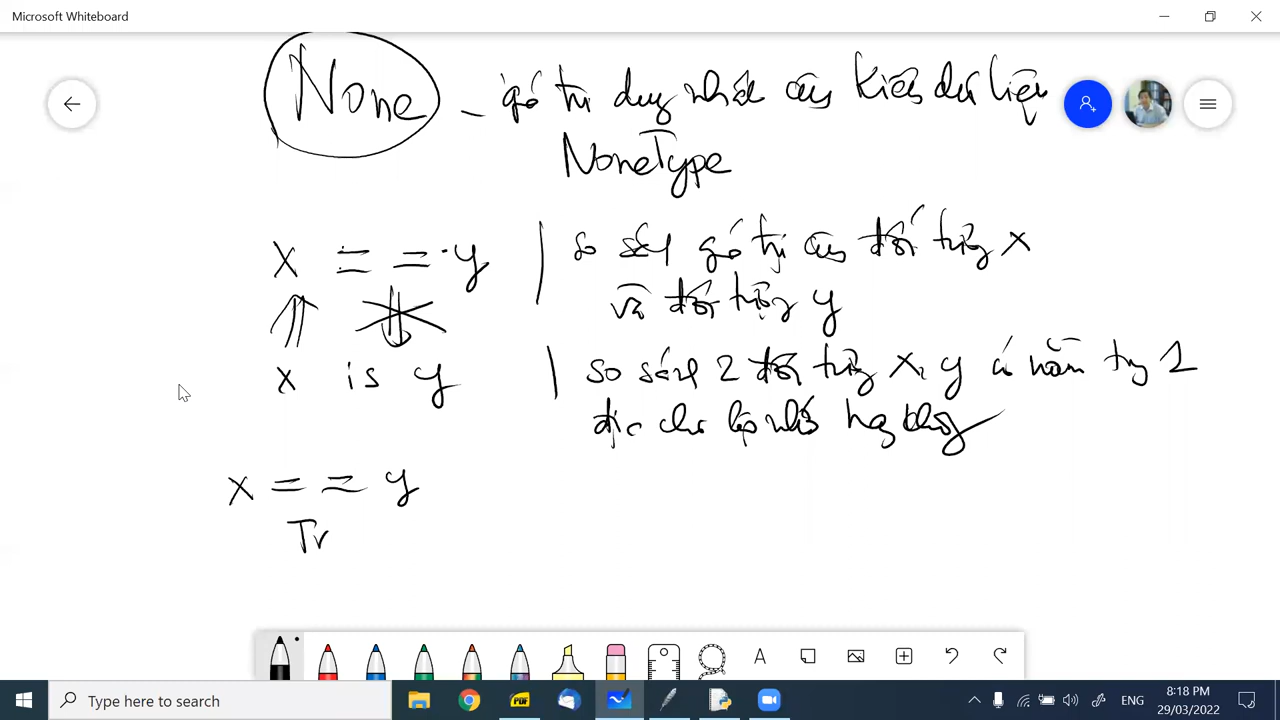 Microsoft Whiteboard
None - giá trị duy nhất của kiểu dữ liệu
NoneType
x == y | so sánh giá trị của đối tượng x
và đối tượng y
x is y | so sánh 2 đối tượng x, y có nằm trong 1
địa chỉ bộ nhớ hay không
x == y
Tr
A
Type here to search
PDF
ENG
8:18 PM
29/03/2022